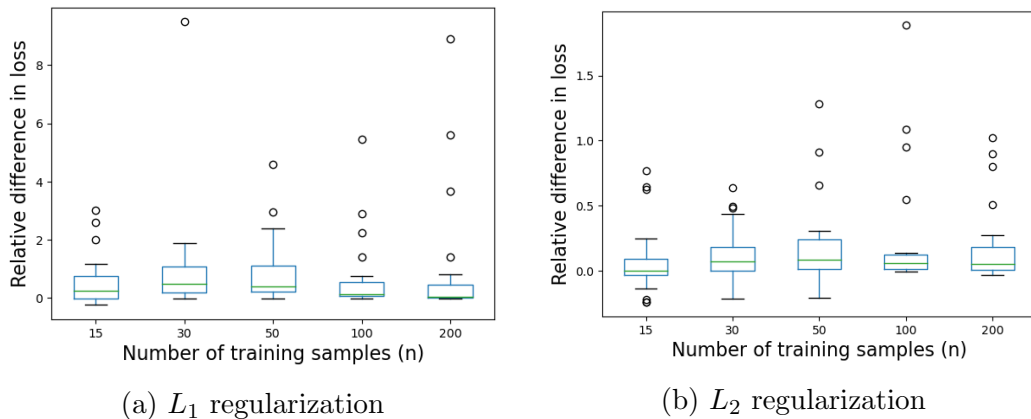 Relative difference in loss
8
6
4
2
0
15 30 50 100 200
Number of training samples (n)
(a) L₁ regularization
Relative difference in loss
1.5
1.0
0.5
0.0
15 30 50 100 200
Number of training samples (n)
(b) L₂ regularization